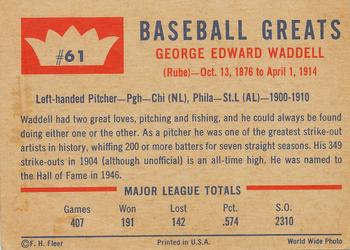 #61
BASEBALL GREATS
GEORGE EDWARD WADDELL
(Rube)—Oct. 13, 1876 to April 1, 1914
Left-handed Pitcher—Pgh—Chi (NL), Phila—St.L (AL)—1900-1910
Waddell had two great loves, pitching and fishing, and he could always be found
doing either one or the other. As a pitcher he was one of the greatest strike-out
artists in history, whiffing 200 or more batters for seven straight seasons. His 349
strike-outs in 1904 (although unofficial) is an all-time high. He was named to
the Hall of Fame in 1946.
MAJOR LEAGUE TOTALS
Games Won Lost Pct. S.O.
407 191 142 .574 2310
© F. H. Fleer Printed in U.S.A. World Wide Photo